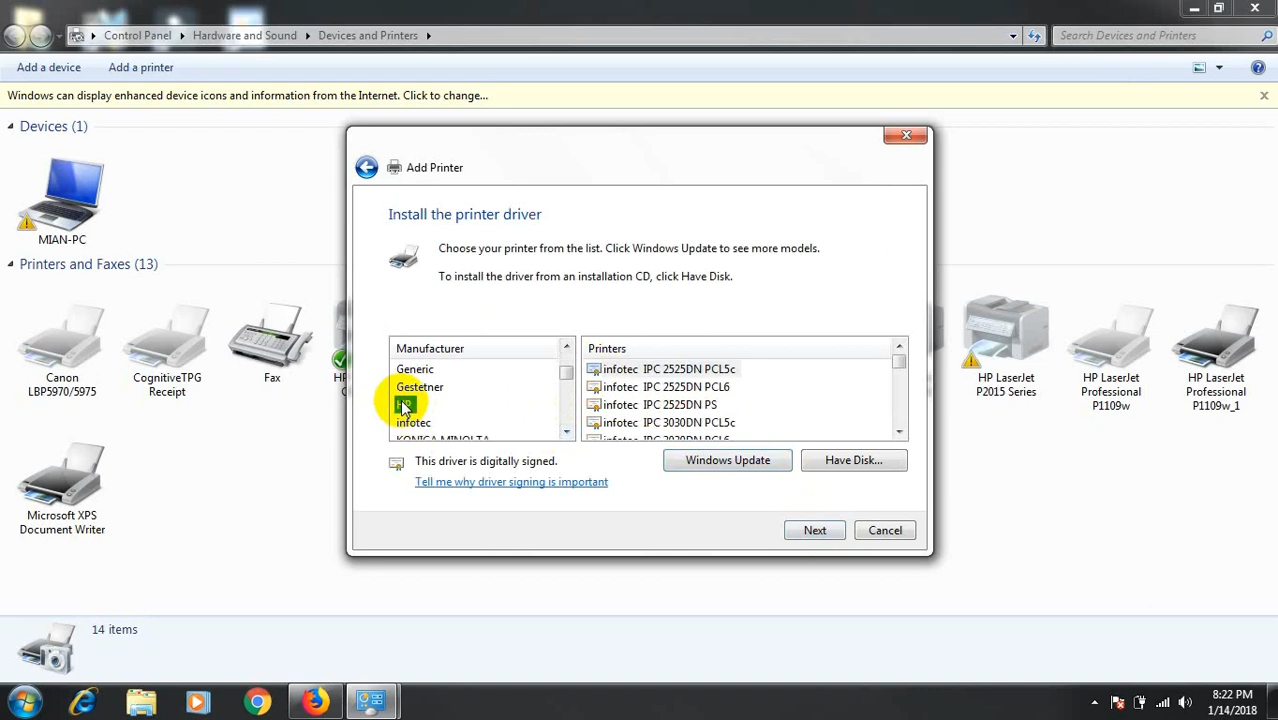 Control Panel
Hardware and Sound
Devices and Printers
Search Devices and Printers
Add a device
Add a printer
Windows can display enhanced device icons and information from the Internet. Click to change...
Devices (1)
MIAN-PC
Printers and Faxes (13)
Canon
LBP5970/5975
CognitiveTPG
Receipt
Fax
HP LaserJet
P2015 Series
HP LaserJet
Professional
P1109w
HP LaserJet
Professional
P1109w_1
Microsoft XPS
Document Writer
Add Printer
Install the printer driver
Choose your printer from the list. Click Windows Update to see more models.
To install the driver from an installation CD, click Have Disk.
Manufacturer
Generic
Gestetner
HP
infotec
KONICA MINOLTA
Printers
infotec IPC 2525DN PCL5c
infotec IPC 2525DN PCL6
infotec IPC 2525DN PS
infotec IPC 3030DN PCL5c
infotec IPC 3030DN PCL6
This driver is digitally signed.
Tell me why driver signing is important
Windows Update
Have Disk...
Next
Cancel
14 items
8:22 PM
1/14/2018